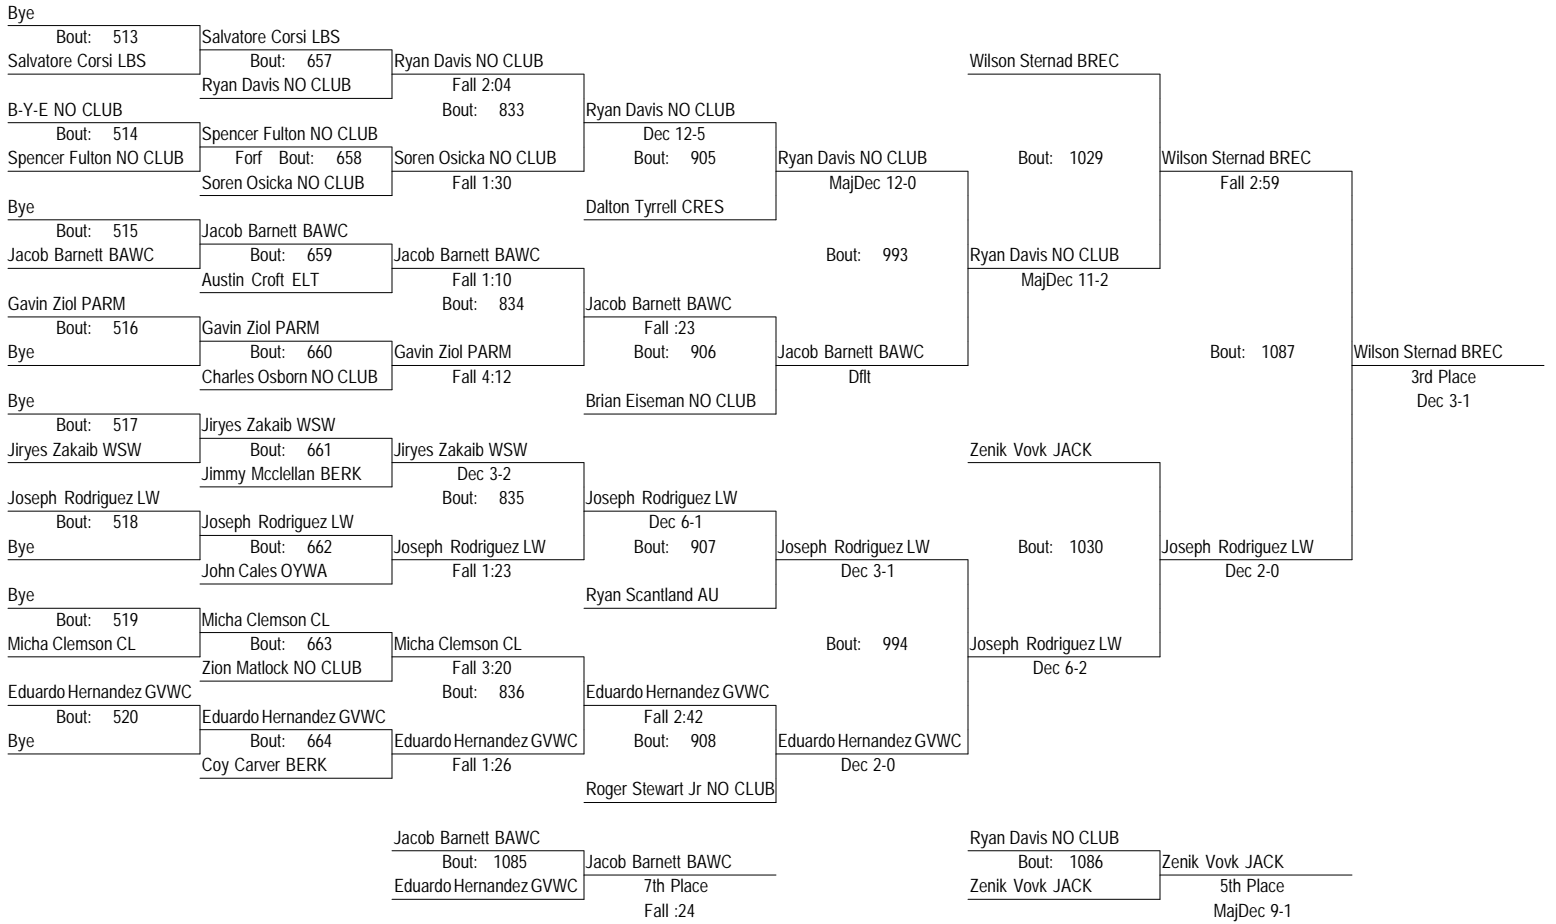 Bye
Bout: 513
Salvatore Corsi LBS
Salvatore Corsi LBS
Bout: 657
Ryan Davis NO CLUB
Ryan Davis NO CLUB
Fall 2:04
Bout: 833
B-Y-E NO CLUB
Bout: 514
Spencer Fulton NO CLUB
Spencer Fulton NO CLUB
Forf Bout: 658
Soren Osicka NO CLUB
Soren Osicka NO CLUB
Fall 1:30
Ryan Davis NO CLUB
Dec 12-5
Bout: 905
Dalton Tyrrell CRES
Ryan Davis NO CLUB
MajDec 12-0
Bye
Bout: 515
Jacob Barnett BAWC
Jacob Barnett BAWC
Bout: 659
Austin Croft ELT
Jacob Barnett BAWC
Fall 1:10
Bout: 834
Gavin Ziol PARM
Bout: 516
Bye
Gavin Ziol PARM
Bout: 660
Charles Osborn NO CLUB
Gavin Ziol PARM
Fall 4:12
Jacob Barnett BAWC
Fall :23
Bout: 906
Brian Eiseman NO CLUB
Jacob Barnett BAWC
Dflt
Bout: 993
Wilson Sternad BREC
Bout: 1029
Ryan Davis NO CLUB
MajDec 11-2
Wilson Sternad BREC
Fall 2:59
Bye
Bout: 517
Jiryes Zakaib WSW
Jiryes Zakaib WSW
Bout: 661
Jimmy Mcclellan BERK
Jiryes Zakaib WSW
Dec 3-2
Bout: 835
Joseph Rodriguez LW
Bout: 518
Bye
Joseph Rodriguez LW
Bout: 662
John Cales OYWA
Joseph Rodriguez LW
Fall 1:23
Joseph Rodriguez LW
Dec 6-1
Bout: 907
Ryan Scantland AU
Joseph Rodriguez LW
Dec 3-1
Bye
Bout: 519
Micha Clemson CL
Micha Clemson CL
Bout: 663
Zion Matlock NO CLUB
Micha Clemson CL
Fall 3:20
Bout: 836
Eduardo Hernandez GVWC
Bout: 520
Bye
Eduardo Hernandez GVWC
Bout: 664
Coy Carver BERK
Eduardo Hernandez GVWC
Fall 1:26
Eduardo Hernandez GVWC
Fall 2:42
Bout: 908
Roger Stewart Jr NO CLUB
Eduardo Hernandez GVWC
Dec 2-0
Bout: 994
Zenik Vovk JACK
Bout: 1030
Joseph Rodriguez LW
Dec 6-2
Joseph Rodriguez LW
Dec 2-0
Bout: 1087
Wilson Sternad BREC
3rd Place
Dec 3-1
Jacob Barnett BAWC
Bout: 1085
Eduardo Hernandez GVWC
Jacob Barnett BAWC
7th Place
Fall :24
Ryan Davis NO CLUB
Bout: 1086
Zenik Vovk JACK
Zenik Vovk JACK
5th Place
MajDec 9-1